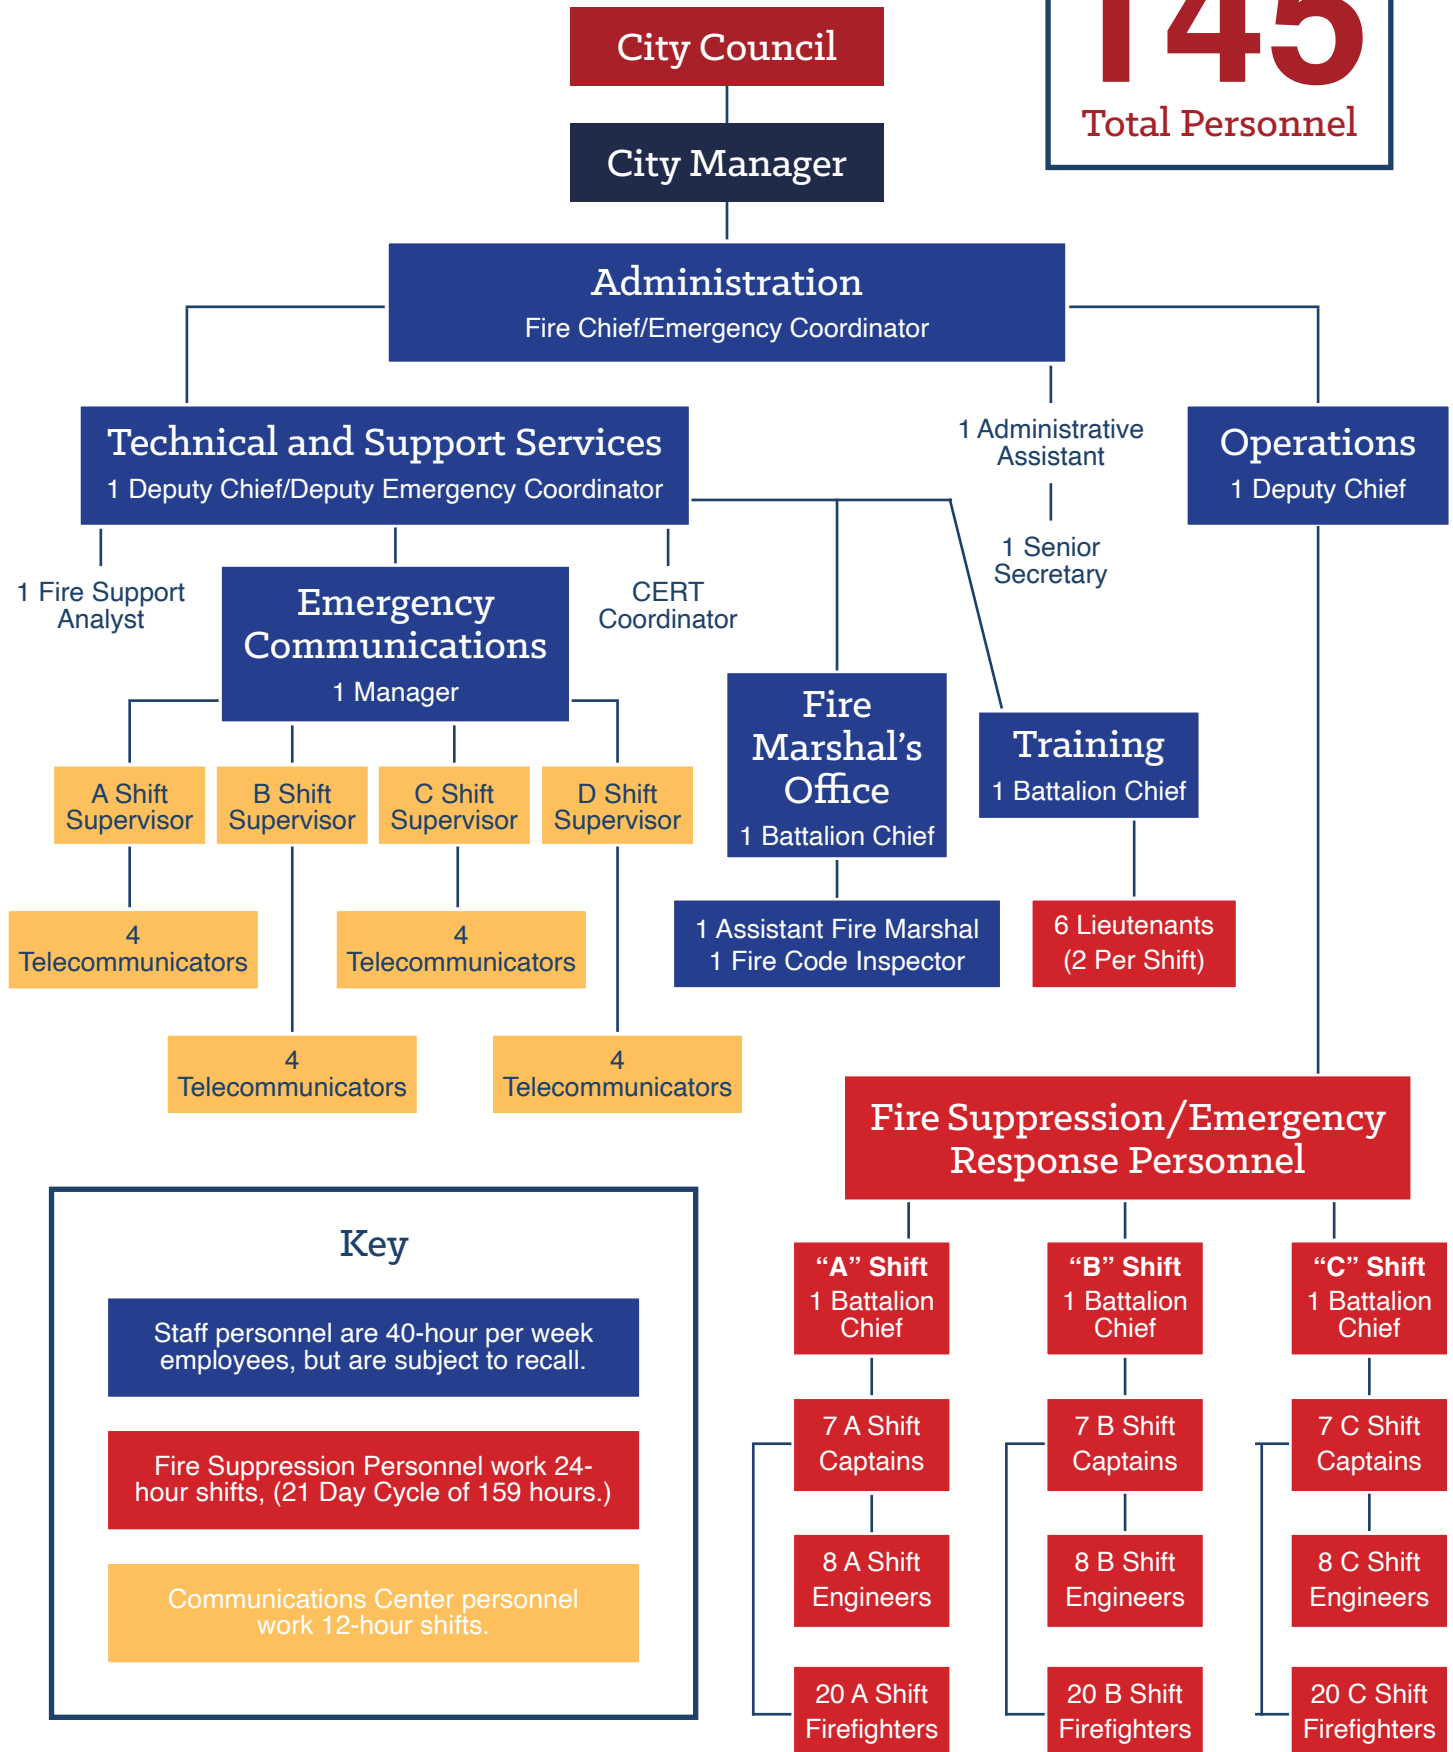 City Council
145
Total Personnel
City Manager
Administration
Fire Chief/Emergency Coordinator
Technical and Support Services
1 Deputy Chief/Deputy Emergency Coordinator
1 Administrative
Assistant
1 Senior
Secretary
Operations
1 Deputy Chief
1 Fire Support
Analyst
Emergency
Communications
1 Manager
CERT
Coordinator
Fire
Marshal's
Office
1 Battalion Chief
Training
1 Battalion Chief
A Shift
Supervisor
B Shift
Supervisor
C Shift
Supervisor
D Shift
Supervisor
4
Telecommunicators
4
Telecommunicators
1 Assistant Fire Marshal
1 Fire Code Inspector
6 Lieutenants
(2 Per Shift)
4
Telecommunicators
4
Telecommunicators
Fire Suppression/Emergency
Response Personnel
Key
Staff personnel are 40-hour per week
employees, but are subject to recall.
Fire Suppression Personnel work 24-
hour shifts, (21 Day Cycle of 159 hours.)
Communications Center personnel
work 12-hour shifts.
“A” Shift
1 Battalion
Chief
7 A Shift
Captains
8 A Shift
Engineers
20 A Shift
Firefighters
“B” Shift
1 Battalion
Chief
7 B Shift
Captains
8 B Shift
Engineers
20 B Shift
Firefighters
“C” Shift
1 Battalion
Chief
7 C Shift
Captains
8 C Shift
Engineers
20 C Shift
Firefighters